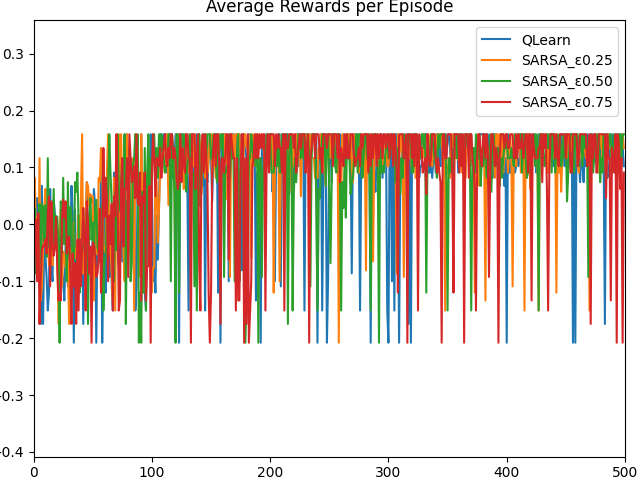 Average Rewards per Episode
QLearn
SARSA_ε0.25
SARSA_ε0.50
SARSA_ε0.75
0.3
0.2
0.1
0.0
-0.1
-0.2
-0.3
-0.4
0 100 200 300 400 500